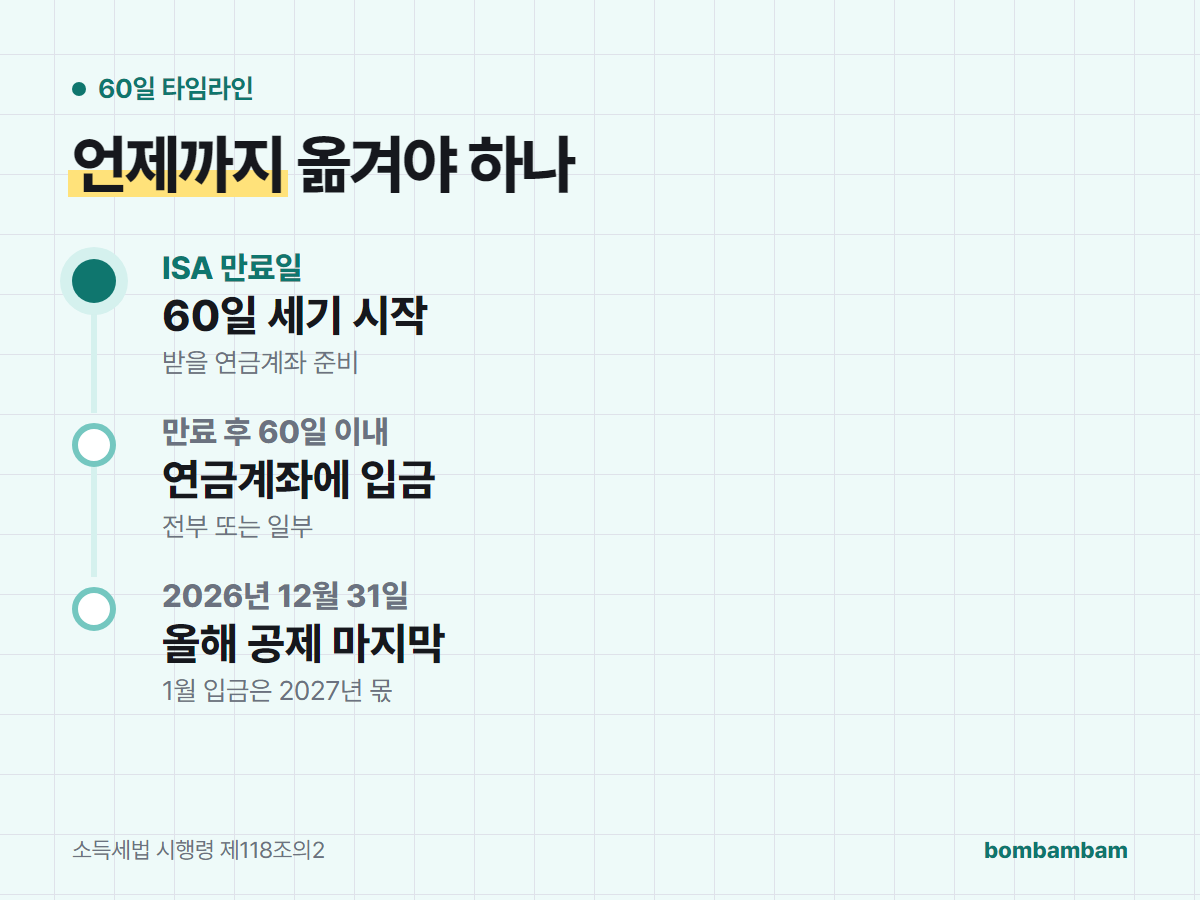 60일 타임라인
언제까지 옮겨야 하나
ISA 만료일
60일 세기 시작
받을 연금계좌 준비
만료 후 60일 이내
연금계좌에 입금
전부 또는 일부
2026년 12월 31일
올해 공제 마지막
1월 입금은 2027년 몫
소득세법 시행령 제118조의2
bombambam